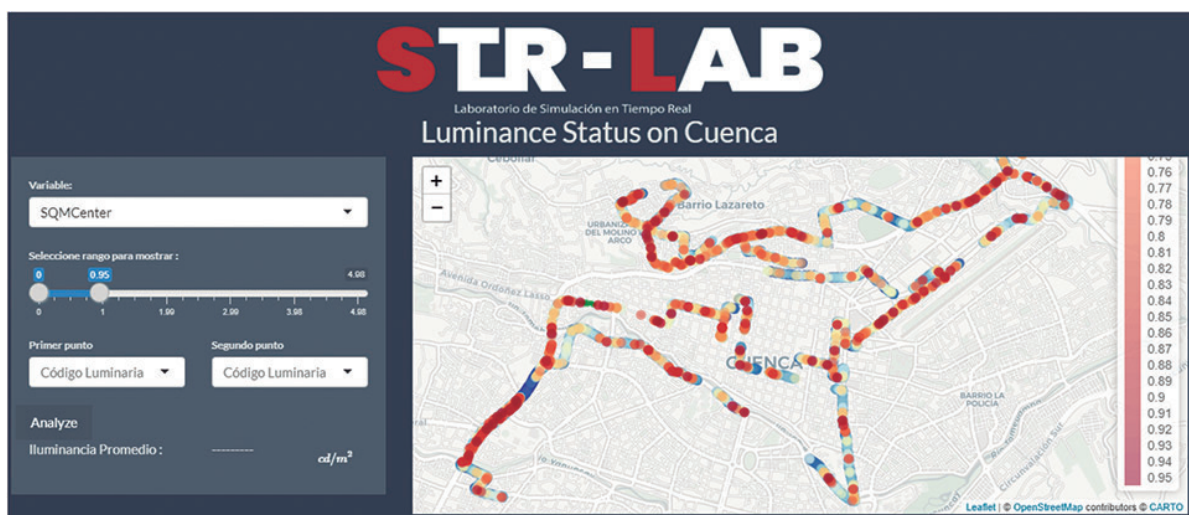 STR-LAB
Laboratorio de Simulación en Tiempo Real
Luminance Status on Cuenca
Variable:
SQMCenter
Seleccione rango para mostrar :
0 0.95 4.98
0 1 1.99 2.99 3.98 4.98
Primer punto Segundo punto
Código Luminaria Código Luminaria
Analyze
Iluminancia Promedio : --------- cd/m²
+
−
Barrio Lazareto
URBANIZ
DEL MOLINO
ARCO
Avenida Ordóñez Lasso
CUENCA
BARRIO LA
POLICIA
Circunvalacion Sur
0.76
0.77
0.78
0.79
0.8
0.81
0.82
0.83
0.84
0.85
0.86
0.87
0.88
0.89
0.9
0.91
0.92
0.93
0.94
0.95
Leaflet | © OpenStreetMap contributors © CARTO